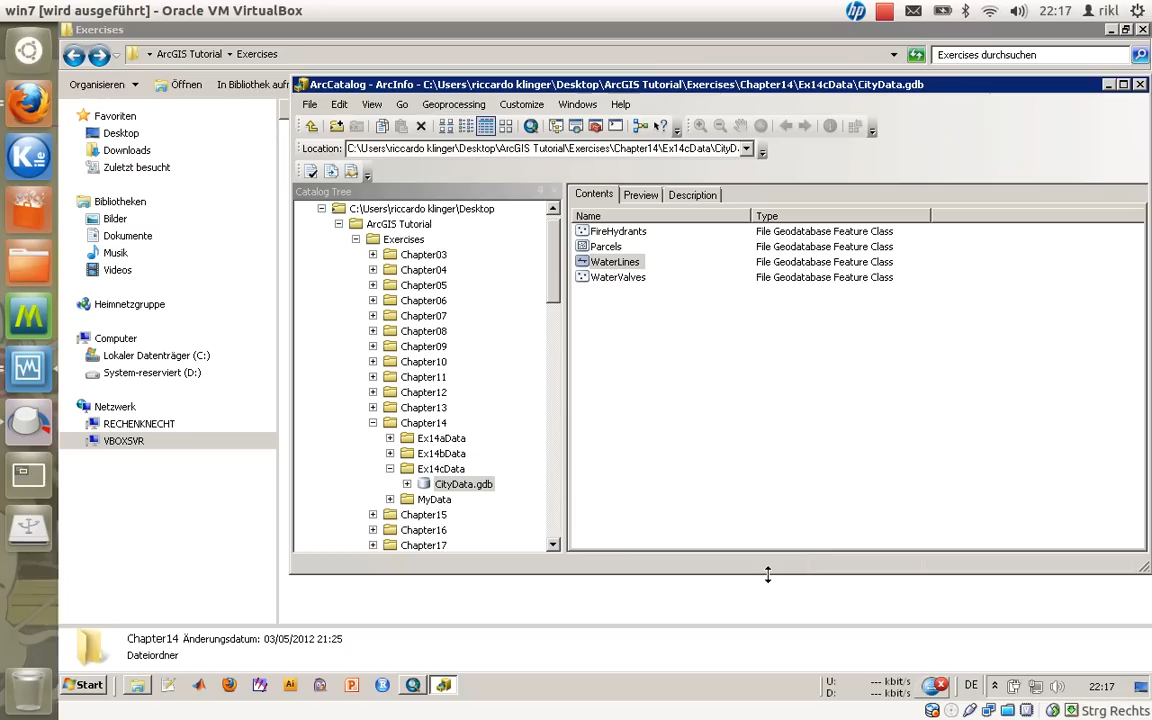 win7 [wird ausgeführt] - Oracle VM VirtualBox
22:17
rikl
Exercises
ArcGIS Tutorial
Exercises
Exercises durchsuchen
Organisieren
Öffnen
In Bibliothek auf
ArcCatalog - ArcInfo - C:\Users\riccardo klinger\Desktop\ArcGIS Tutorial\Exercises\Chapter14\Ex14cData\CityData.gdb
File
Edit
View
Go
Geoprocessing
Customize
Windows
Help
Location:
C:\Users\riccardo klinger\Desktop\ArcGIS Tutorial\Exercises\Chapter14\Ex14cData\CityD
Favoriten
Desktop
Downloads
Zuletzt besucht
Bibliotheken
Bilder
Dokumente
Musik
Videos
Heimnetzgruppe
Computer
Lokaler Datenträger (C:)
System-reserviert (D:)
Netzwerk
RECHENKNECHT
VBOXSVR
Catalog Tree
C:\Users\riccardo klinger\Desktop
ArcGIS Tutorial
Exercises
Chapter03
Chapter04
Chapter05
Chapter06
Chapter07
Chapter08
Chapter09
Chapter10
Chapter11
Chapter12
Chapter13
Chapter14
Ex14aData
Ex14bData
Ex14cData
CityData.gdb
MyData
Chapter15
Chapter16
Chapter17
Contents
Preview
Description
Name
Type
FireHydrants
File Geodatabase Feature Class
Parcels
File Geodatabase Feature Class
WaterLines
File Geodatabase Feature Class
WaterValves
File Geodatabase Feature Class
Chapter14 Änderungsdatum: 03/05/2012 21:25
Dateiordner
Start
U:
--- kbit/s
D:
--- kbit/s
DE
22:17
Strg Rechts